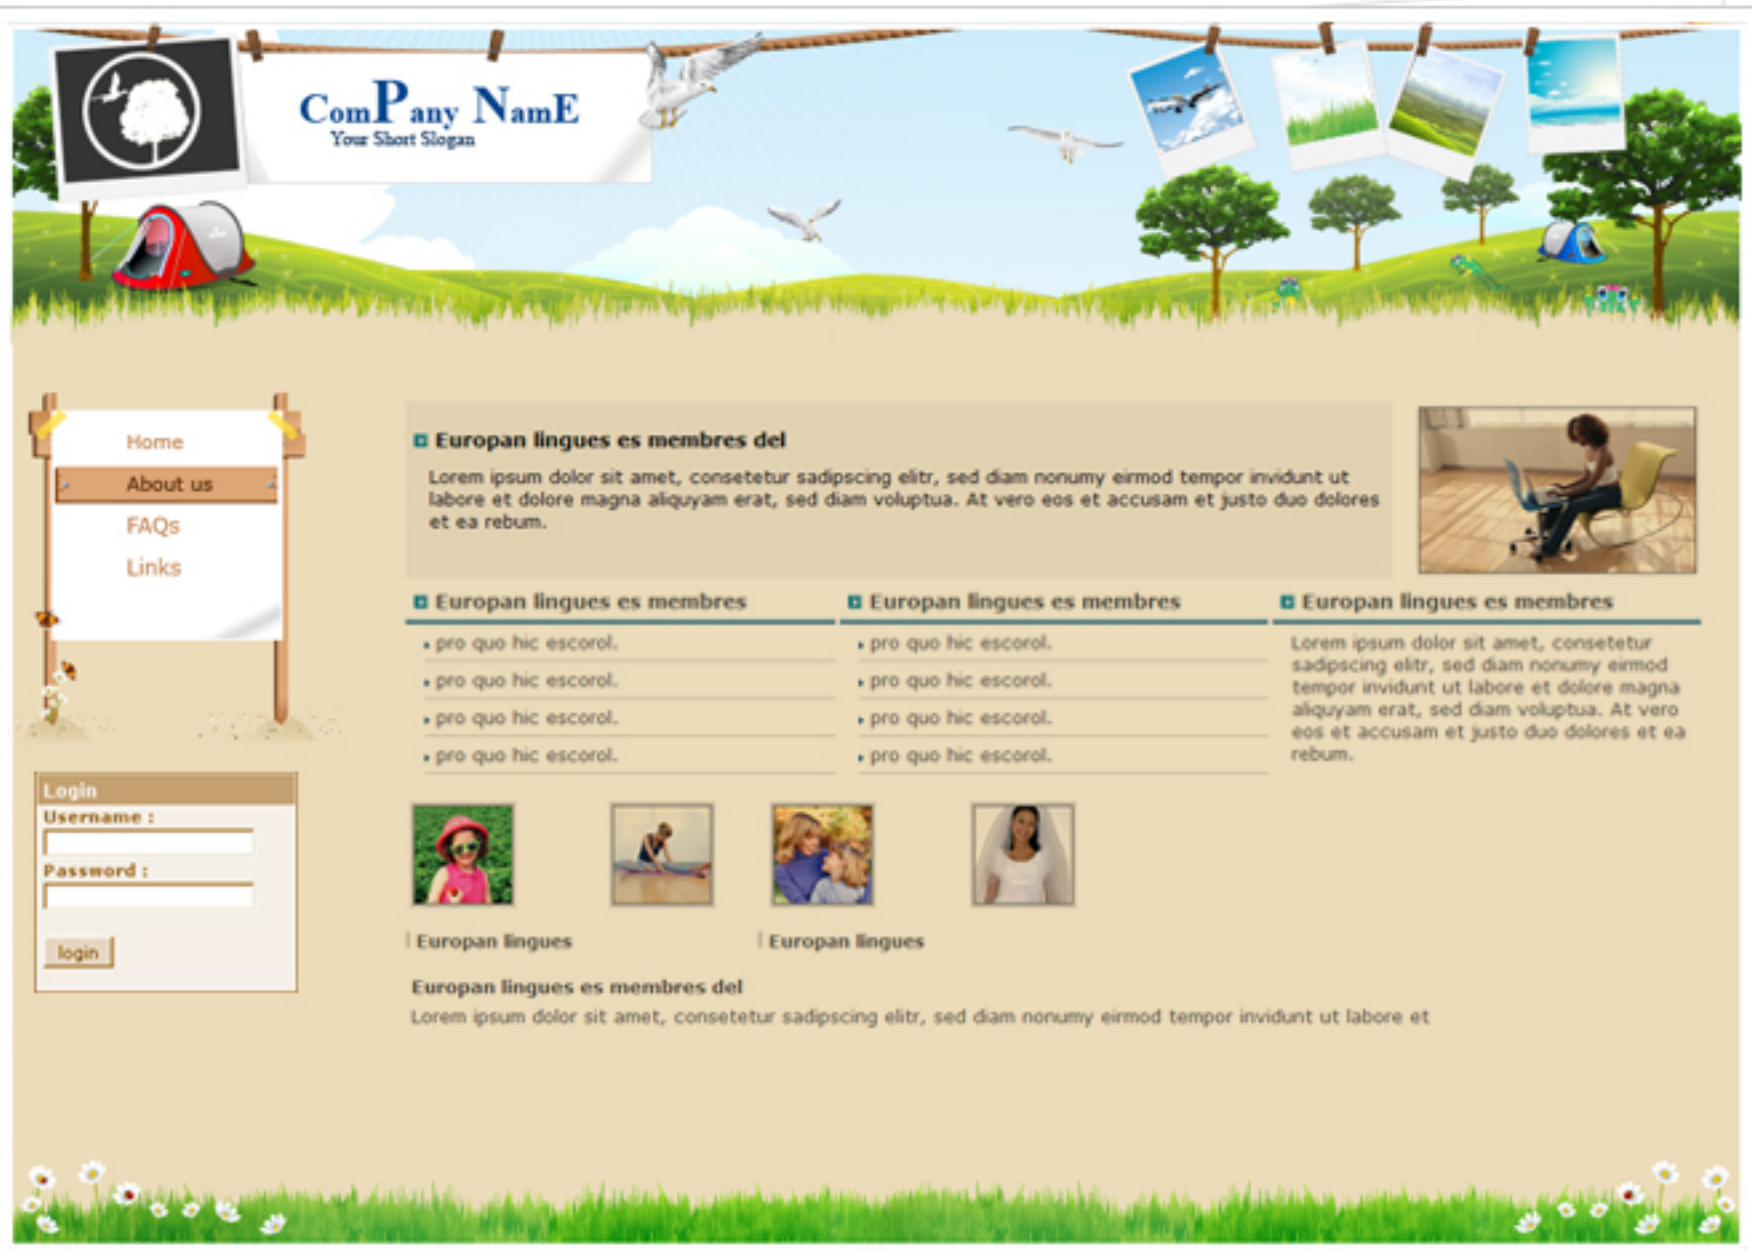 ComPany NamE
Your Short Slogan
Home
About us
FAQs
Links
Login
Username :
Password :
login
Europan lingues es membres del
Lorem ipsum dolor sit amet, consetetur sadipscing elitr, sed diam nonumy eirmod tempor invidunt ut
labore et dolore magna aliquyam erat, sed diam voluptua. At vero eos et accusam et justo duo dolores
et ea rebum.
Europan lingues es membres
pro quo hic escorol.
pro quo hic escorol.
pro quo hic escorol.
pro quo hic escorol.
Europan lingues es membres
pro quo hic escorol.
pro quo hic escorol.
pro quo hic escorol.
pro quo hic escorol.
Europan lingues es membres
Lorem ipsum dolor sit amet, consetetur
sadipscing elitr, sed diam nonumy eirmod
tempor invidunt ut labore et dolore magna
aliquyam erat, sed diam voluptua. At vero
eos et accusam et justo duo dolores et ea
rebum.
Europan lingues
Europan lingues
Europan lingues es membres del
Lorem ipsum dolor sit amet, consetetur sadipscing elitr, sed diam nonumy eirmod tempor invidunt ut labore et